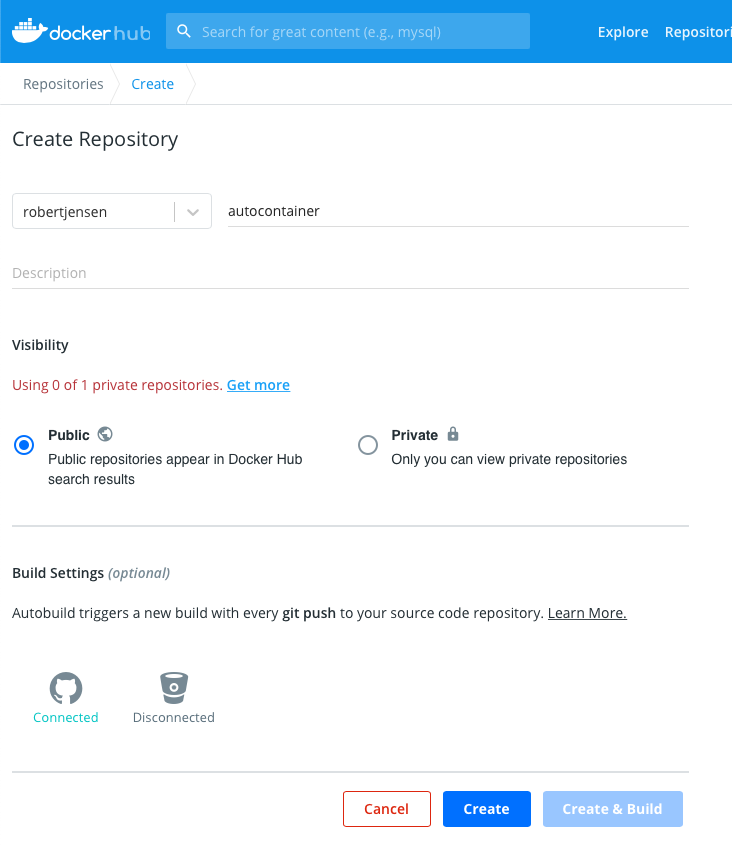 docker hub
Search for great content (e.g., mysql)
Explore
Repositori
Repositories
Create
Create Repository
robertjensen
autocontainer
Description
Visibility
Using 0 of 1 private repositories. Get more
Public
Public repositories appear in Docker Hub
search results
Private
Only you can view private repositories
Build Settings (optional)
Autobuild triggers a new build with every git push to your source code repository. Learn More.
Connected
Disconnected
Cancel
Create
Create & Build